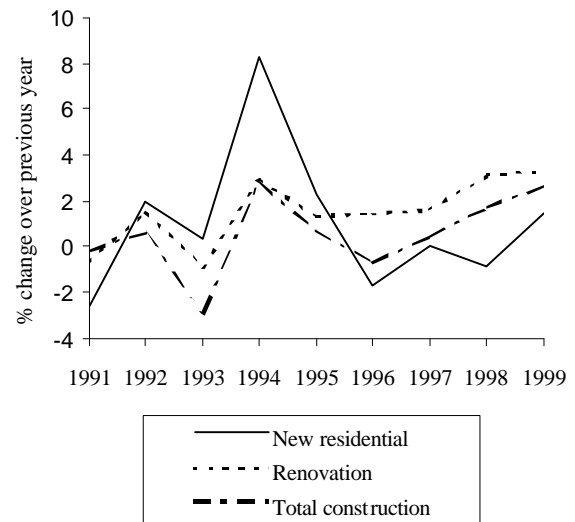 % change over previous year
10
8
6
4
2
0
-2
-4
1991 1992 1993 1994 1995 1996 1997 1998 1999
New residential
Renovation
Total construction